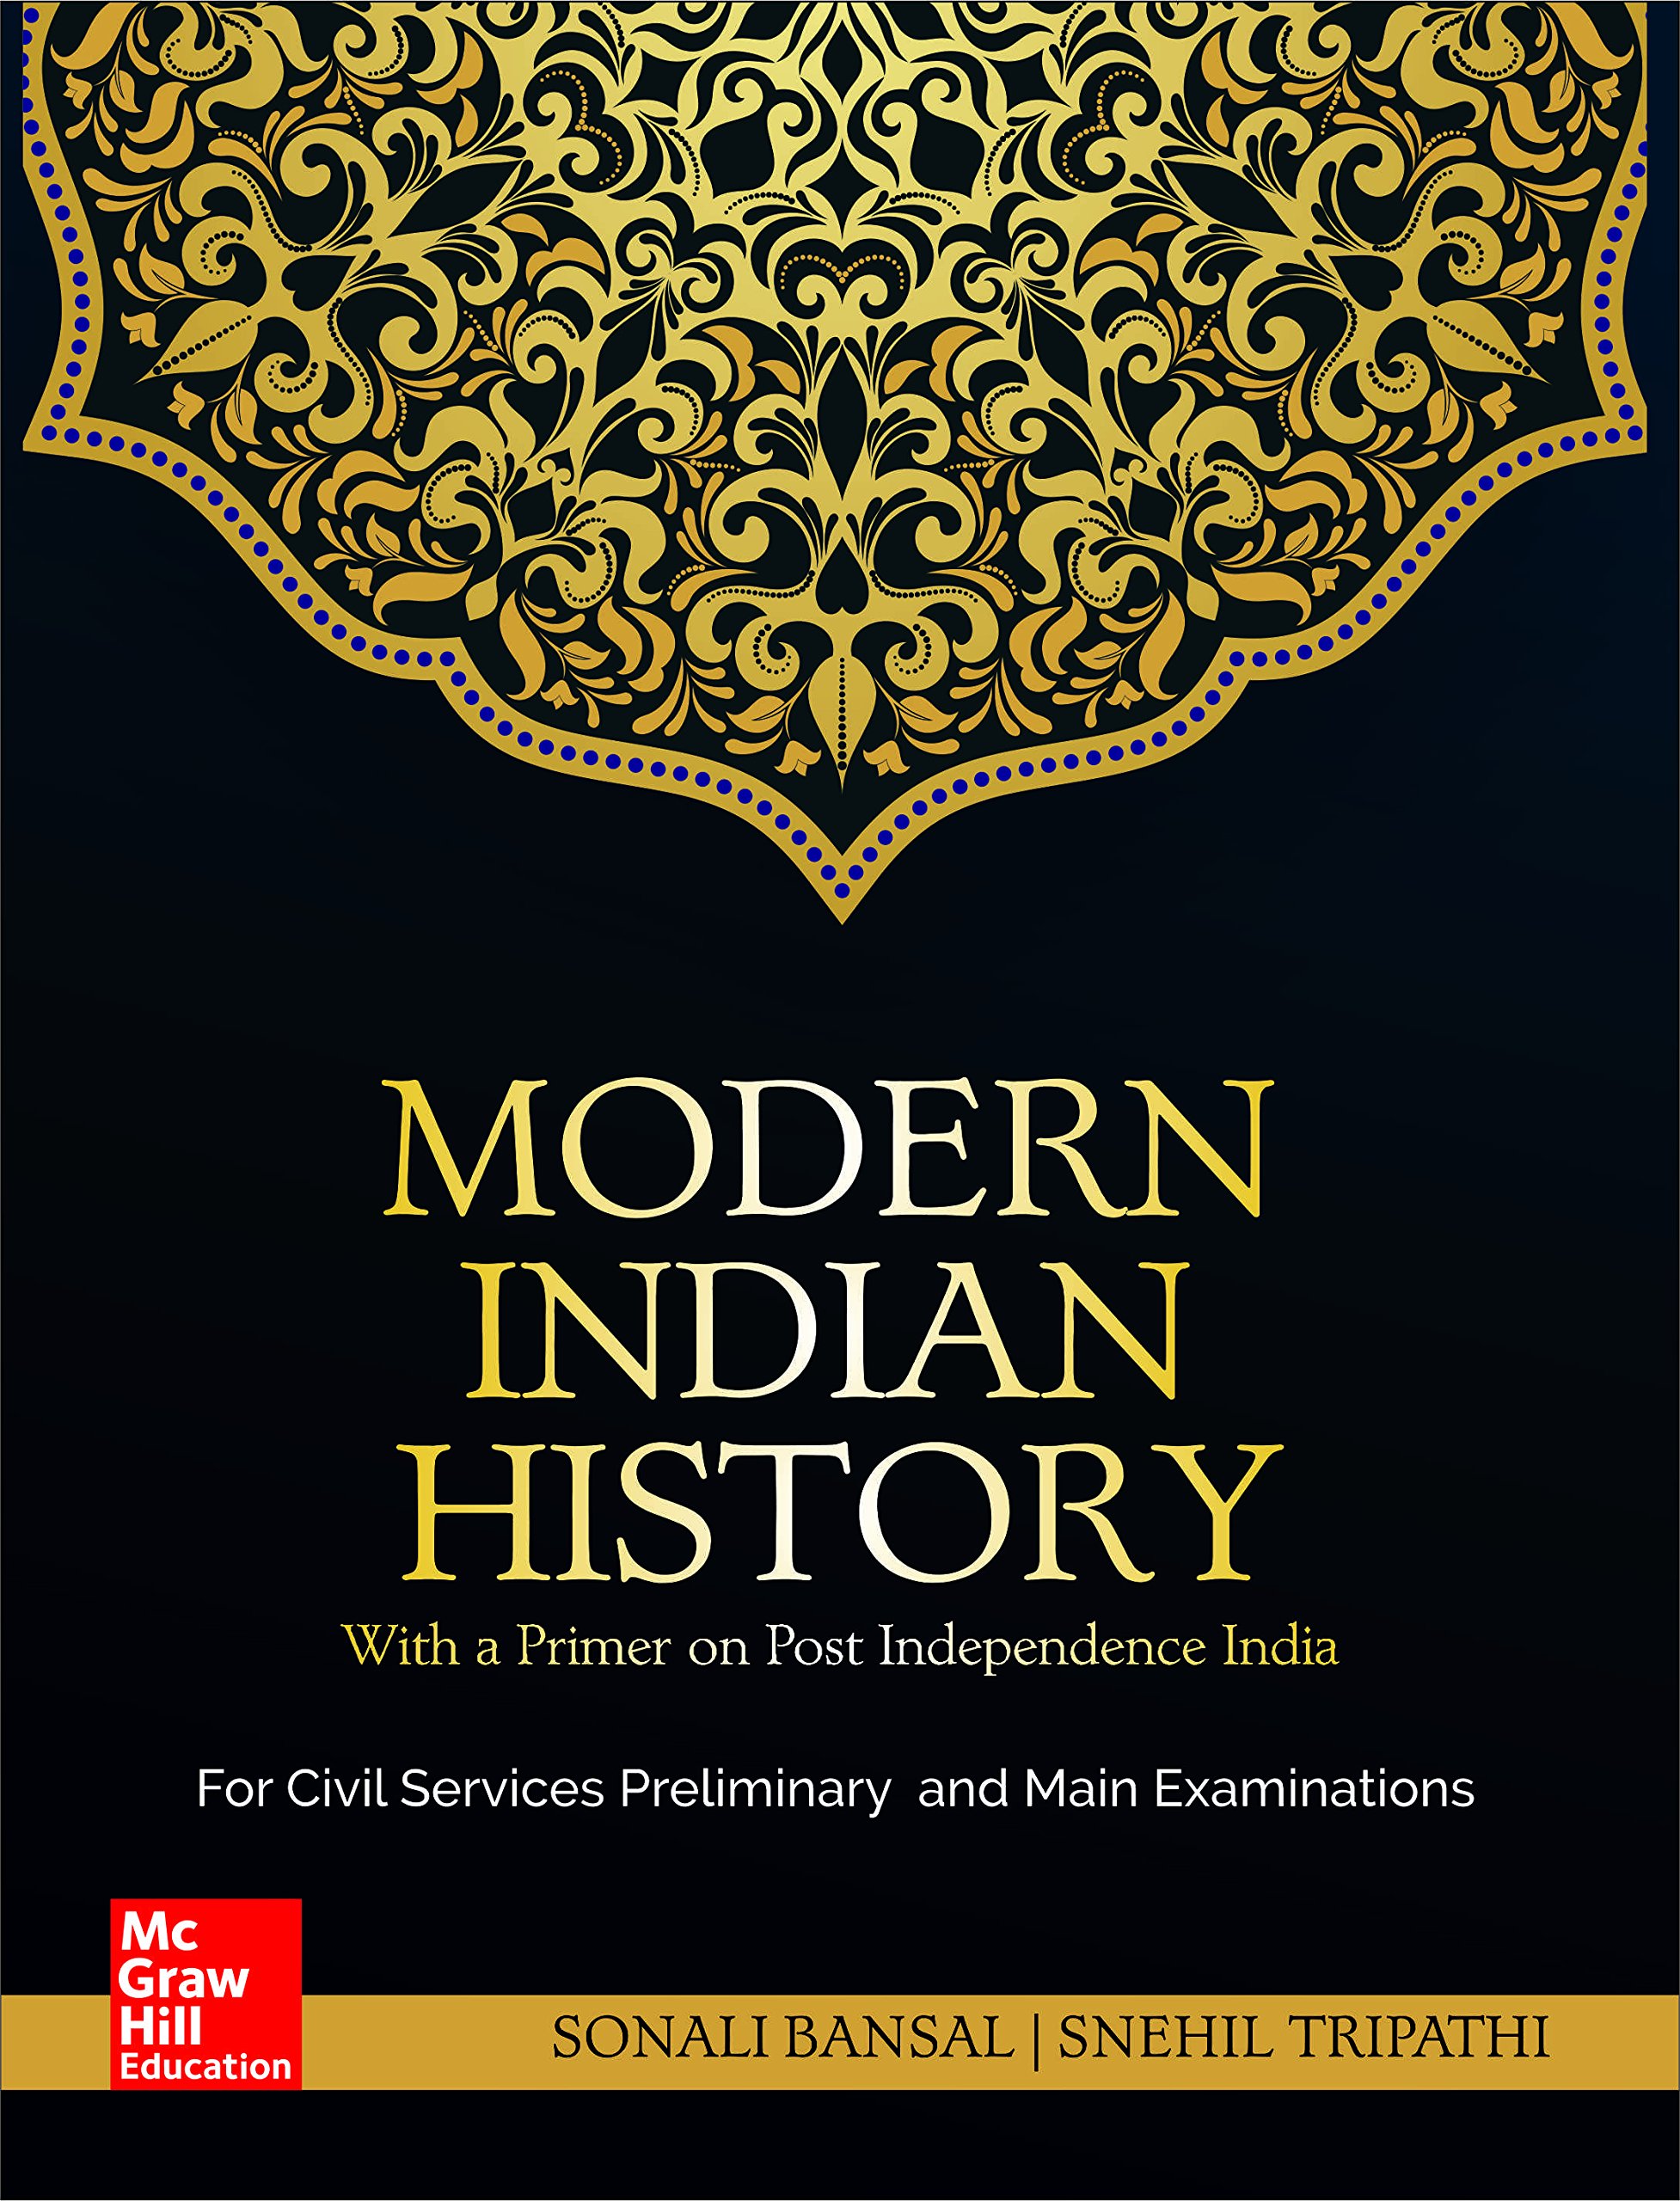 MODERN
INDIAN
HISTORY
With a Primer on Post Independence India
For Civil Services Preliminary and Main Examinations
Mc
Graw
Hill
Education
SONALI BANSAL | SNEHIL TRIPATHI